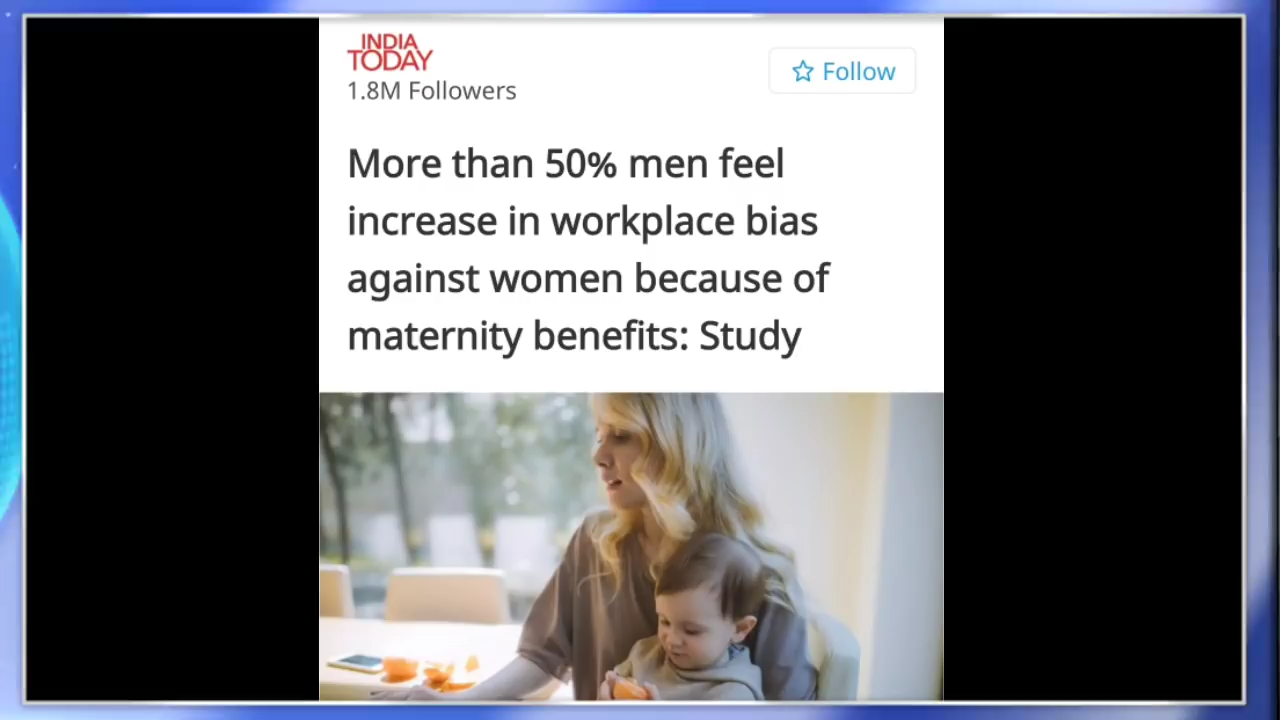 INDIA
TODAY
1.8M Followers
Follow
More than 50% men feel
increase in workplace bias
against women because of
maternity benefits: Study